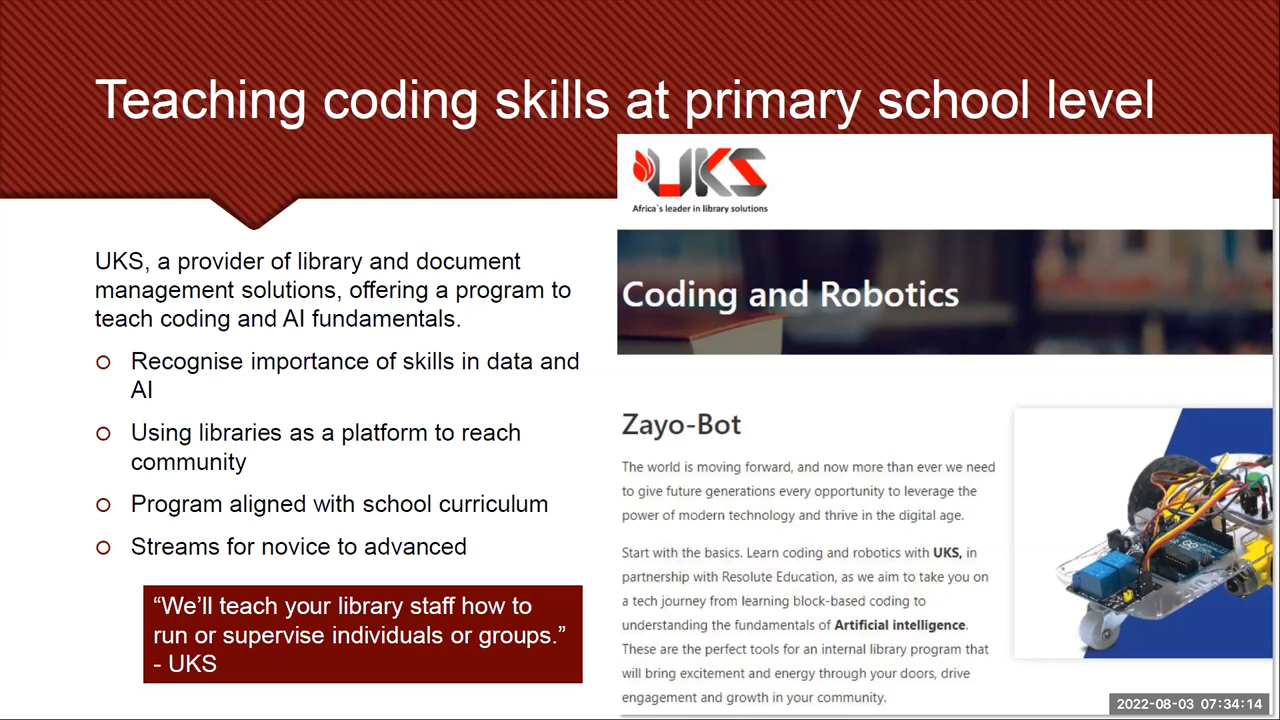 Teaching coding skills at primary school level
UKS, a provider of library and document
management solutions, offering a program to
teach coding and AI fundamentals.
Recognise importance of skills in data and
AI
Using libraries as a platform to reach
community
Program aligned with school curriculum
Streams for novice to advanced
“We’ll teach your library staff how to
run or supervise individuals or groups.”
- UKS
UKS
Africa's leader in library solutions
Coding and Robotics
Zayo-Bot
The world is moving forward, and now more than ever we need
to give future generations every opportunity to leverage the
power of modern technology and thrive in the digital age.
Start with the basics. Learn coding and robotics with UKS, in
partnership with Resolute Education, as we aim to take you on
a tech journey from learning block-based coding to
understanding the fundamentals of Artificial intelligence.
These are the perfect tools for an internal library program that
will bring excitement and energy through your doors, drive
engagement and growth in your community.
2022-08-03 07:34:14